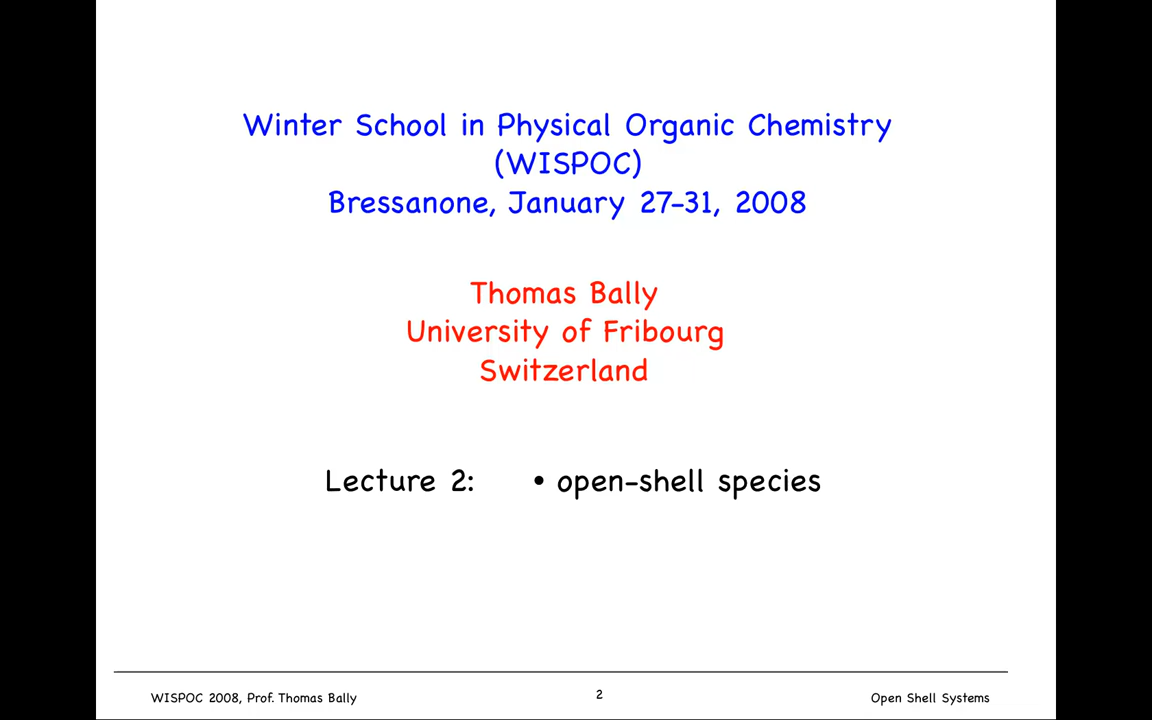 Winter School in Physical Organic Chemistry
(WISPOC)
Bressanone, January 27-31, 2008
Thomas Bally
University of Fribourg
Switzerland
Lecture 2: • open-shell species
WISPOC 2008, Prof. Thomas Bally 2 Open Shell Systems